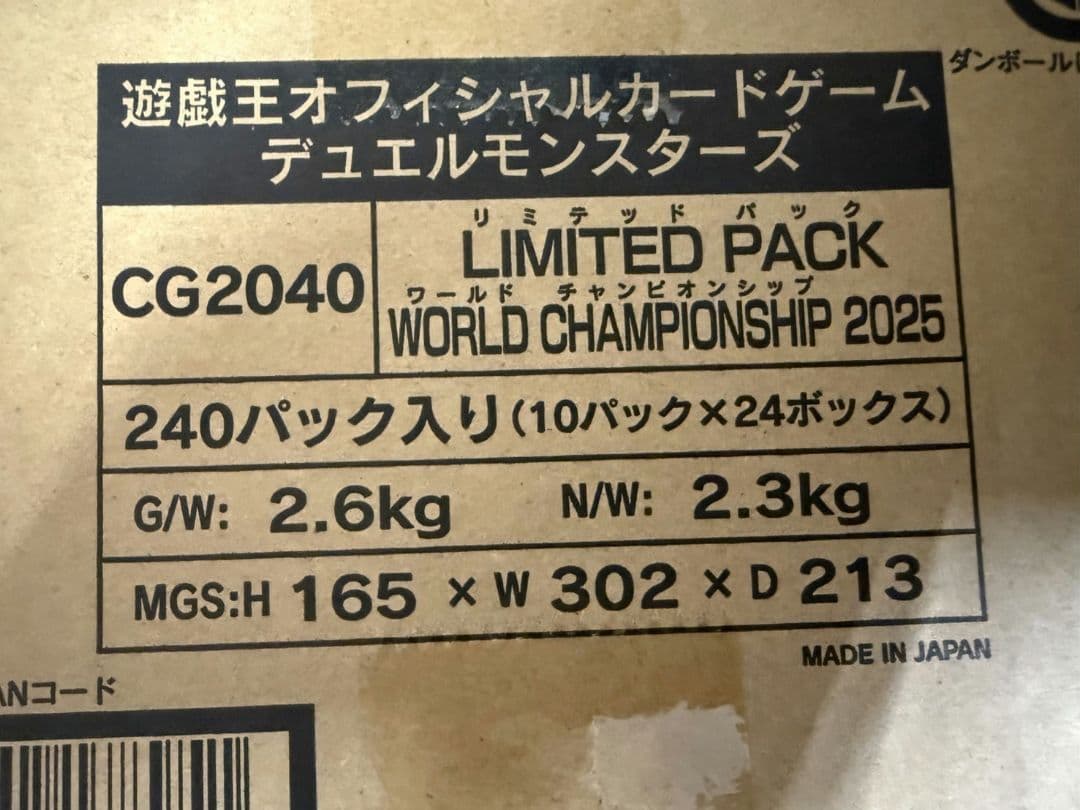 ダンボール
遊戯王オフィシャルカードゲーム
デュエルモンスターズ
CG2040
リミテッド パック
LIMITED PACK
ワールド チャンピオンシップ
WORLD CHAMPIONSHIP 2025
240パック入り(10パック×24ボックス)
G/W: 2.6kg N/W: 2.3kg
MGS:H 165 × W 302 × D 213
MADE IN JAPAN
ANコード